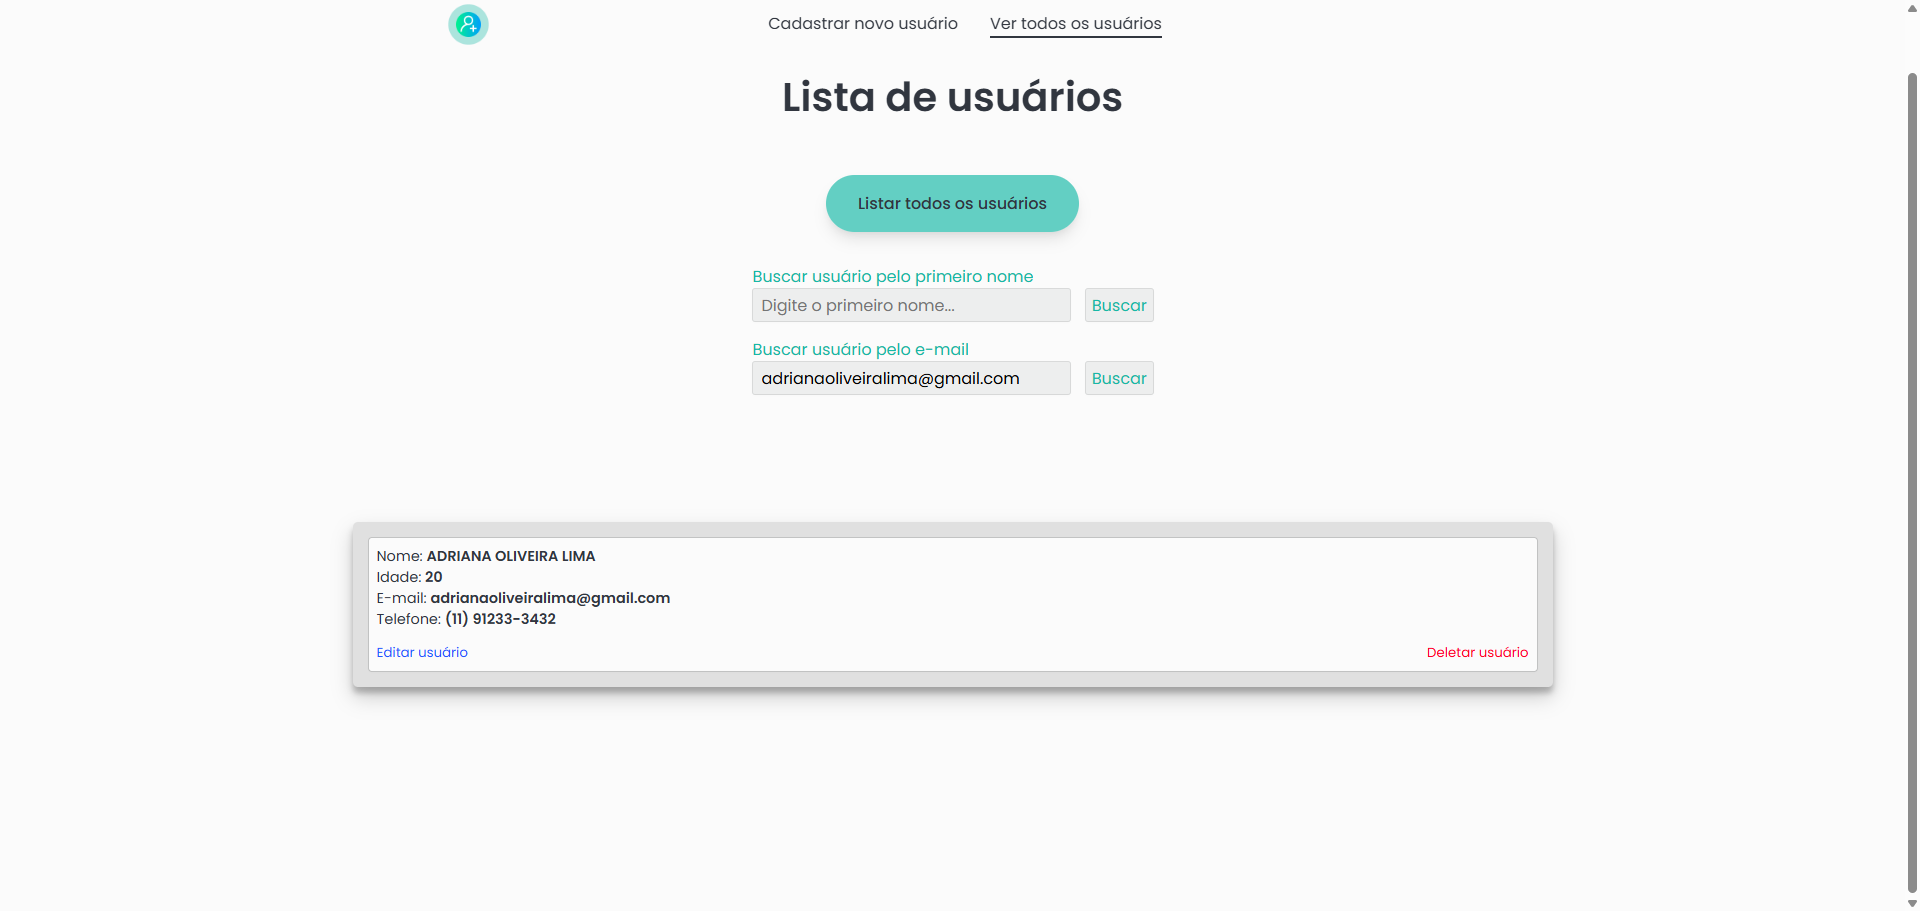 Cadastrar novo usuário
Ver todos os usuários
Lista de usuários
Listar todos os usuários
Buscar usuário pelo primeiro nome
Digite o primeiro nome...
Buscar
Buscar usuário pelo e-mail
adrianaoliveiralima@gmail.com
Buscar
Nome: ADRIANA OLIVEIRA LIMA
Idade: 20
E-mail: adrianaoliveiralima@gmail.com
Telefone: (11) 91233-3432
Editar usuário
Deletar usuário